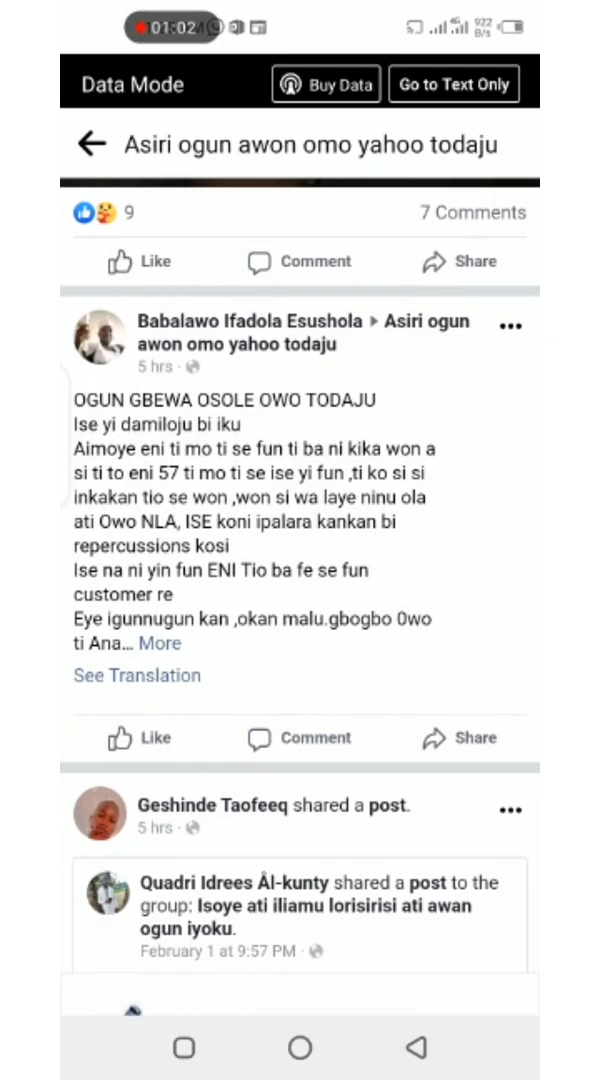 01:02
4G
922 B/s
Data Mode
Buy Data
Go to Text Only
Asiri ogun awon omo yahoo todaju
9
7 Comments
Like
Comment
Share
Babalawo Ifadola Esushola ▸ Asiri ogun
awon omo yahoo todaju
5 hrs ·
OGUN GBEWA OSOLE OWO TODAJU
Ise yi damiloju bi iku
Aimoye eni ti mo ti se fun ti ba ni kika won a
si ti to eni 57 ti mo ti se ise yi fun ,ti ko si si
inkakan tio se won ,won si wa laye ninu ola
ati Owo NLA, ISE koni ipalara kankan bi
repercussions kosi
Ise na ni yin fun ENI Tio ba fe se fun
customer re
Eye igunnugun kan ,okan malu.gbogbo 0wo
ti Ana... More
See Translation
Like
Comment
Share
Geshinde Taofeeq shared a post.
5 hrs ·
Quadri Idrees Ål-kunty shared a post to the
group: Isoye ati iliamu lorisirisi ati awan
ogun iyoku.
February 1 at 9:57 PM ·